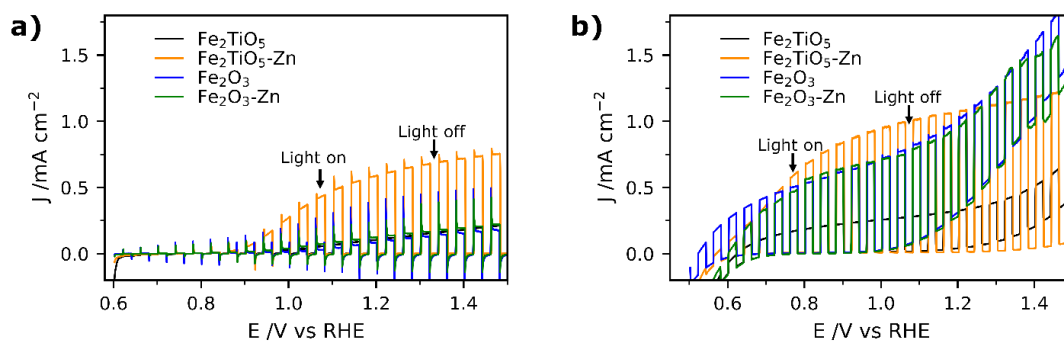 a)
J /mA cm⁻²
1.5
1.0
0.5
0.0
Fe₂TiO₅
Fe₂TiO₅-Zn
Fe₂O₃
Fe₂O₃-Zn
Light on
Light off
0.6 0.8 1.0 1.2 1.4
E /V vs RHE
b)
J /mA cm⁻²
1.5
1.0
0.5
0.0
Fe₂TiO₅
Fe₂TiO₅-Zn
Fe₂O₃
Fe₂O₃-Zn
Light off
Light on
0.6 0.8 1.0 1.2 1.4
E /V vs RHE